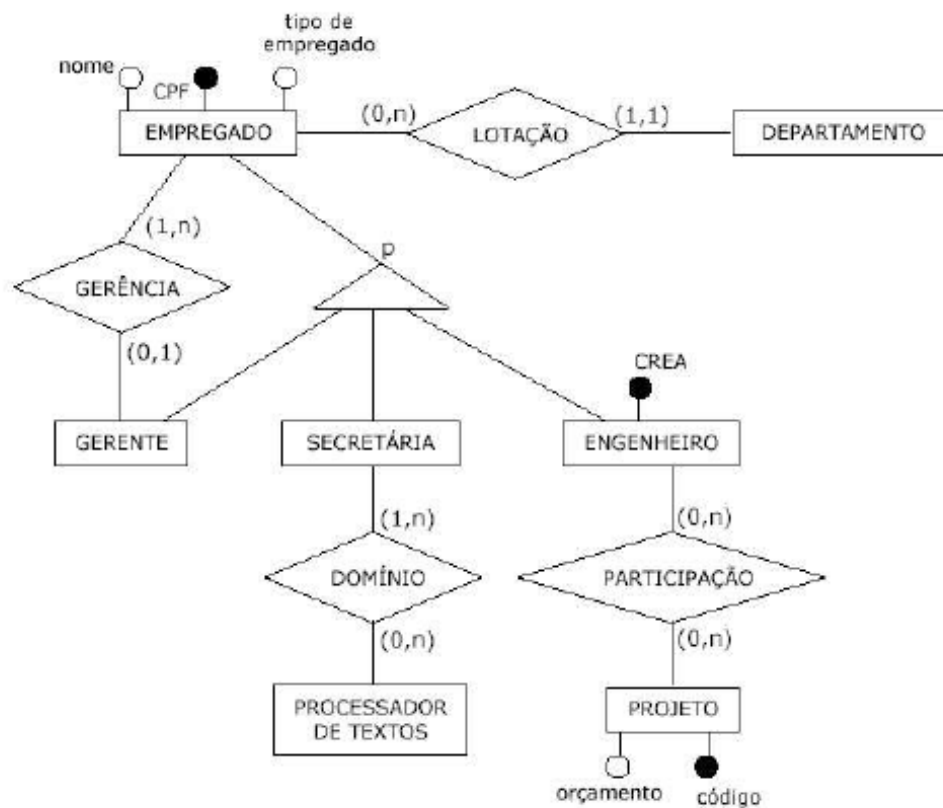 tipo de
empregado
nome
CPF
EMPREGADO
(0,n)
LOTAÇÃO
(1,1)
DEPARTAMENTO
(1,n)
p
GERÊNCIA
(0,1)
CREA
GERENTE
SECRETÁRIA
ENGENHEIRO
(1,n)
(0,n)
DOMÍNIO
PARTICIPAÇÃO
(0,n)
(0,n)
PROCESSADOR
DE TEXTOS
PROJETO
orçamento
código